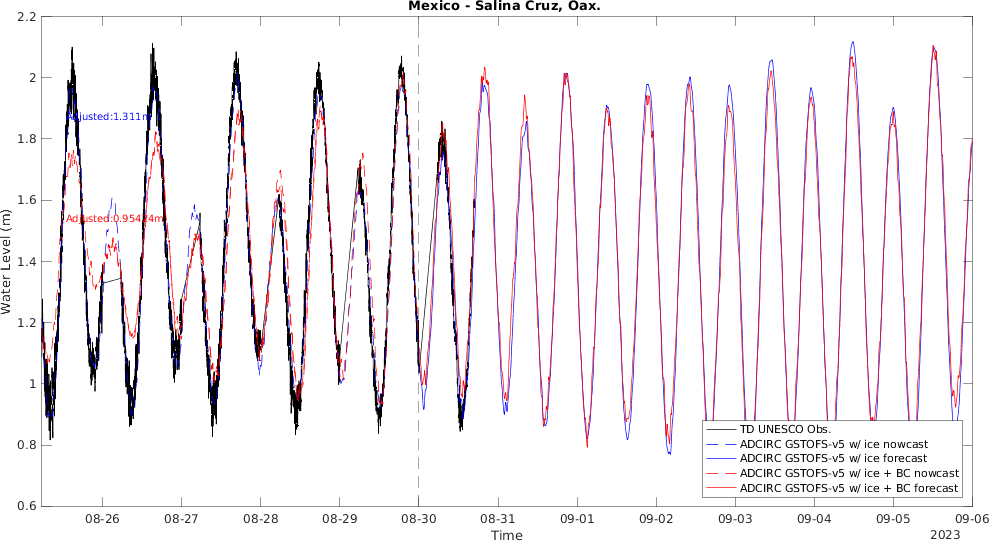 Mexico - Salina Cruz, Oax.
2.2
2
1.8
1.6
1.4
1.2
1
0.8
0.6
Water Level (m)
Adjusted:1.311m
Adjusted:0.95424m
TD UNESCO Obs.
ADCIRC GSTOFS-v5 w/ ice nowcast
ADCIRC GSTOFS-v5 w/ ice forecast
ADCIRC GSTOFS-v5 w/ ice + BC nowcast
ADCIRC GSTOFS-v5 w/ ice + BC forecast
08-26 08-27 08-28 08-29 08-30 08-31 09-01 09-02 09-03 09-04 09-05 09-06
Time
2023